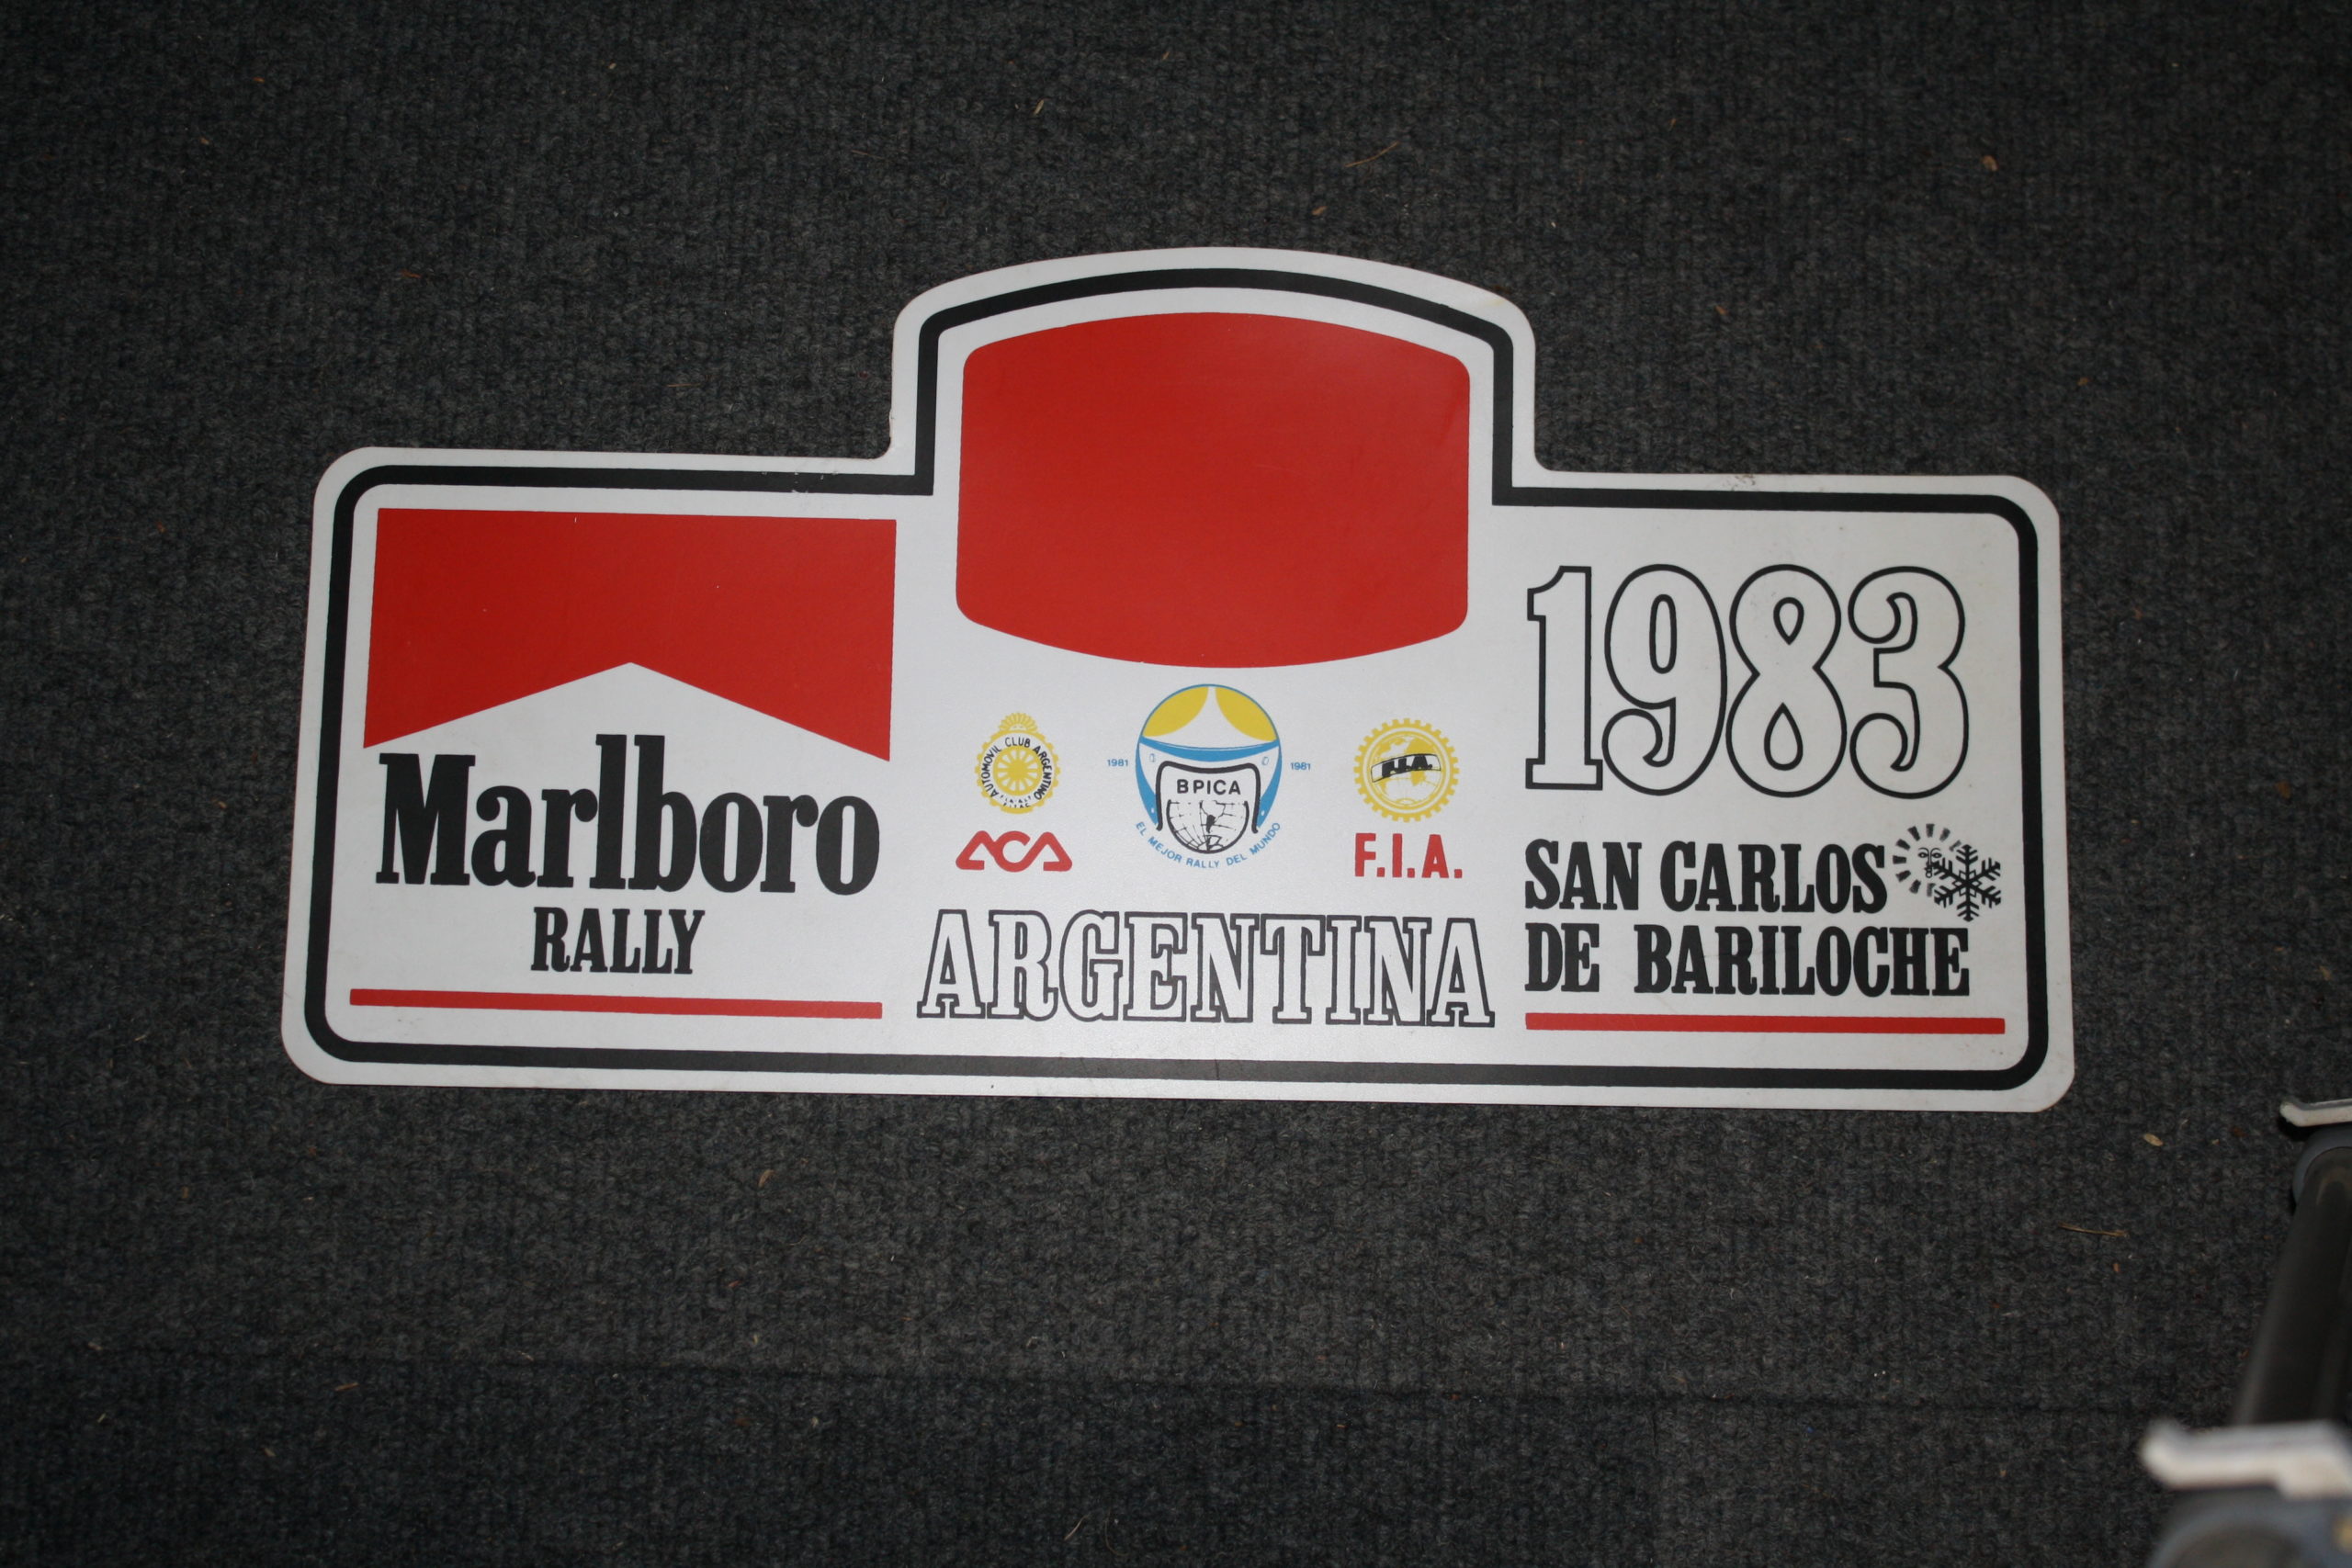 Marlboro
RALLY
AUTOMOVIL CLUB ARGENTINO
ACA
1981
1981
BPICA
EL MEJOR RALLY DEL MUNDO
F.I.A.
F.I.A.
ARGENTINA
1983
SAN CARLOS
DE BARILOCHE